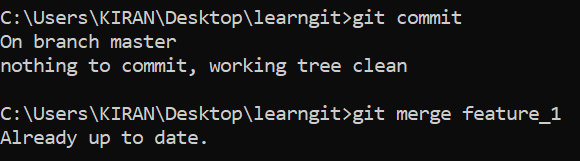 C:\Users\KIRAN\Desktop\learngit>git commit
On branch master
nothing to commit, working tree clean
C:\Users\KIRAN\Desktop\learngit>git merge feature_1
Already up to date.